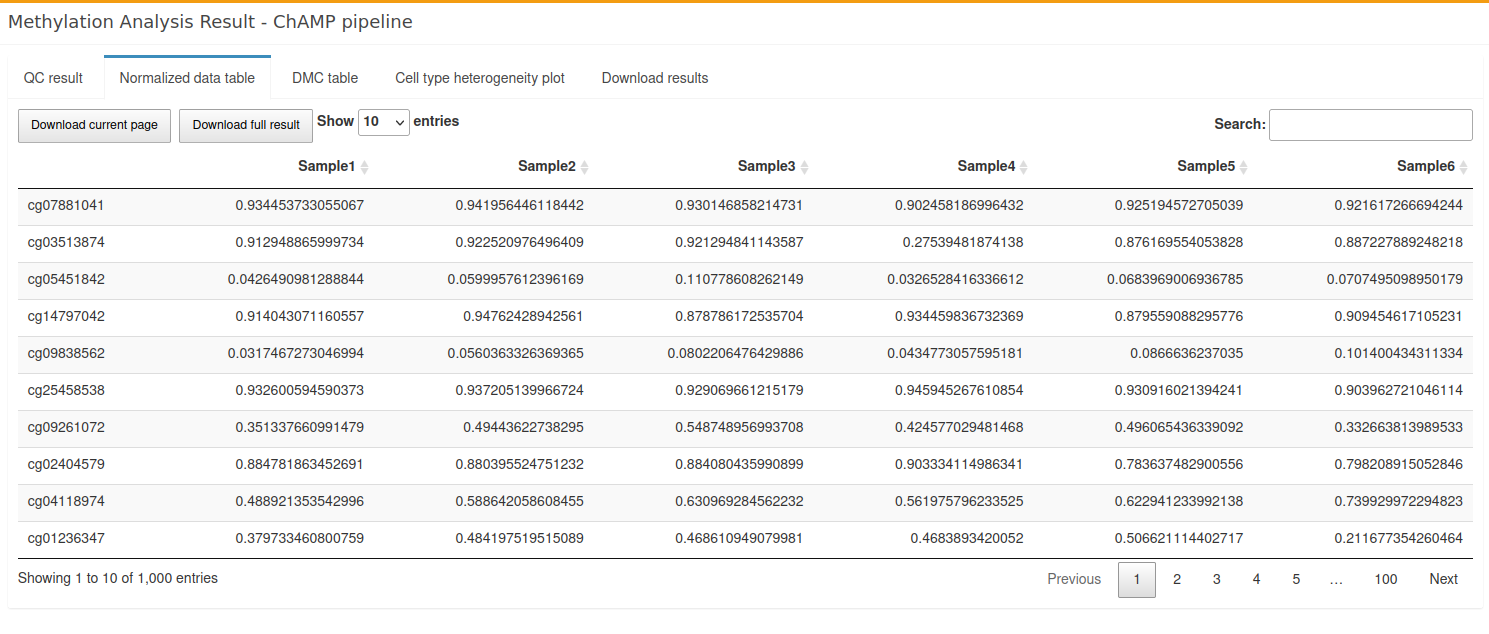 Methylation Analysis Result - ChAMP pipeline
QC result Normalized data table DMC table Cell type heterogeneity plot Download results
Download current page Download full result Show 10 entries Search:
Sample1 Sample2 Sample3 Sample4 Sample5 Sample6
cg07881041 0.934453733055067 0.941956446118442 0.930146858214731 0.902458186996432 0.925194572705039 0.921617266694244
cg03513874 0.912948865999734 0.922520976496409 0.921294841143587 0.27539481874138 0.876169554053828 0.887227889248218
cg05451842 0.0426490981288844 0.0599957612396169 0.110778608262149 0.0326528416336612 0.0683969006936785 0.0707495098950179
cg14797042 0.914043071160557 0.94762428942561 0.878786172535704 0.934459836732369 0.879559088295776 0.909454617105231
cg09838562 0.0317467273046994 0.0560363326369365 0.0802206476429886 0.0434773057595181 0.0866636237035 0.101400434311334
cg25458538 0.932600594590373 0.937205139966724 0.929069661215179 0.945945267610854 0.930916021394241 0.903962721046114
cg09261072 0.351337660991479 0.49443622738295 0.548748956993708 0.424577029481468 0.496065436339092 0.332663813989533
cg02404579 0.884781863452691 0.880395524751232 0.884080435990899 0.903334114986341 0.783637482900556 0.798208915052846
cg04118974 0.488921353542996 0.588642058608455 0.630969284562232 0.561975796233525 0.622941233992138 0.739929972294823
cg01236347 0.379733460800759 0.484197519515089 0.468610949079981 0.4683893420052 0.506621114402717 0.211677354260464
Showing 1 to 10 of 1,000 entries Previous 1 2 3 4 5 … 100 Next